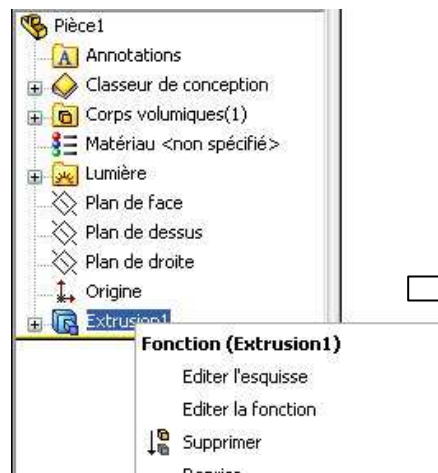 Pièce1
Annotations
Classeur de conception
Corps volumiques(1)
Matériau <non spécifié>
Lumière
Plan de face
Plan de dessus
Plan de droite
Origine
Extrusion1
Fonction (Extrusion1)
Editer l'esquisse
Editer la fonction
Supprimer